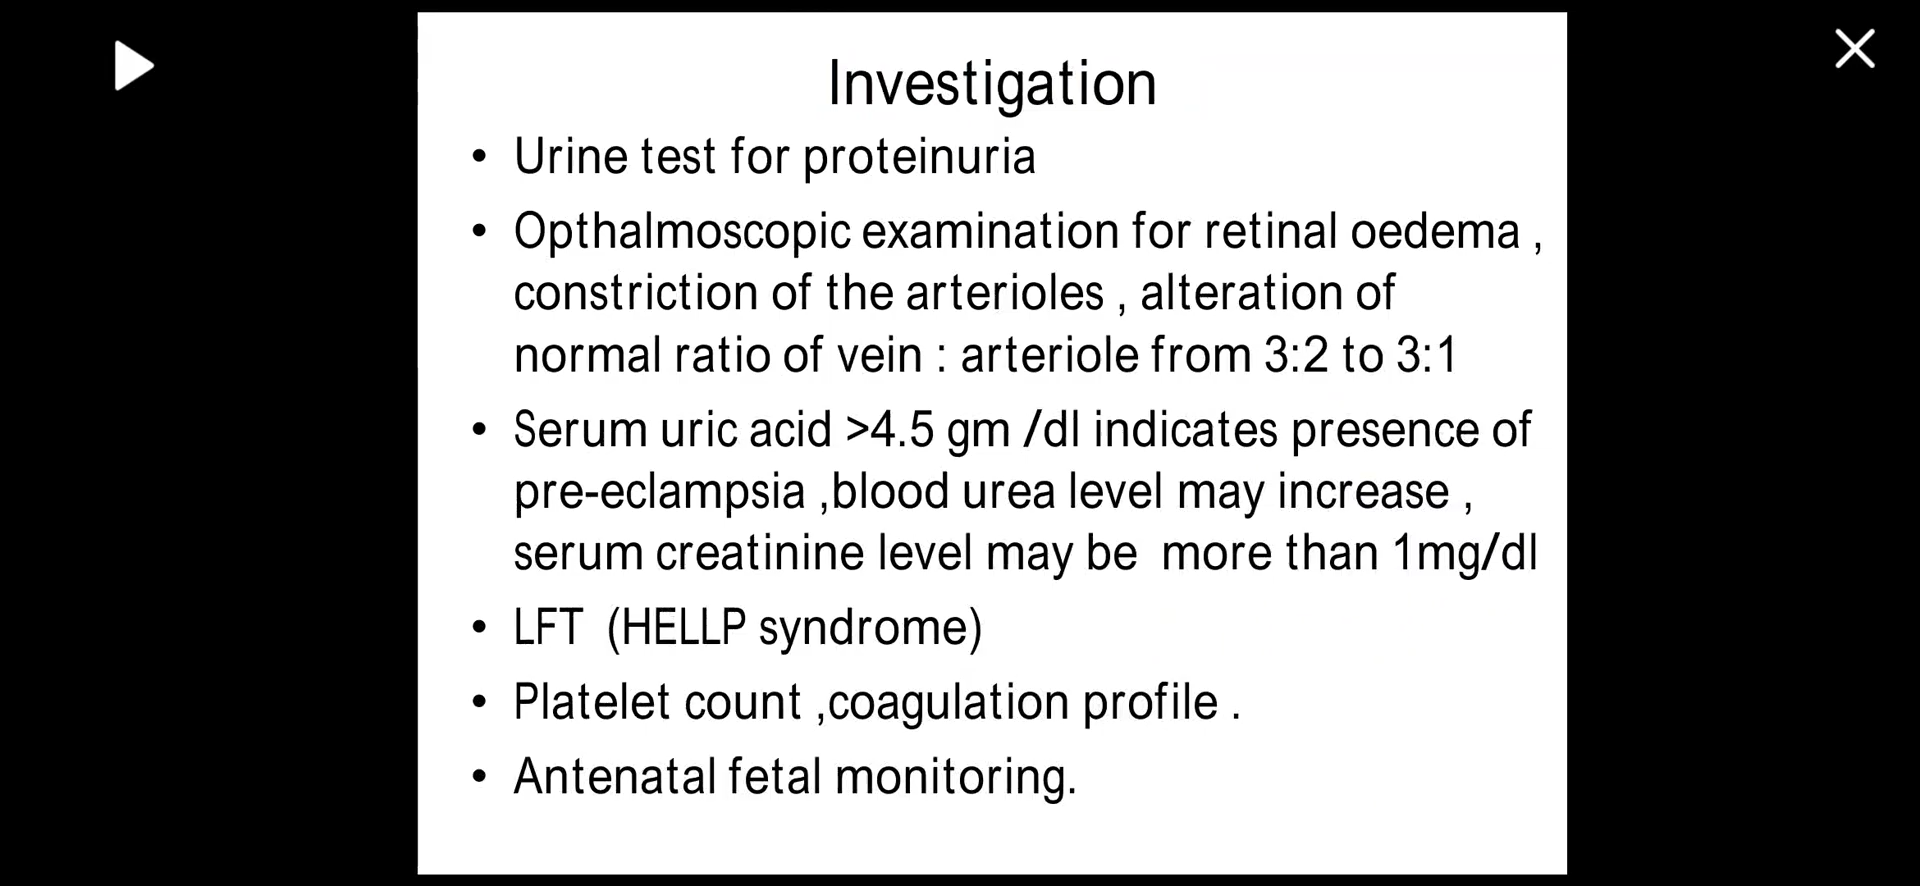 Investigation
• Urine test for proteinuria
• Opthalmoscopic examination for retinal oedema ,
constriction of the arterioles , alteration of
normal ratio of vein : arteriole from 3:2 to 3:1
• Serum uric acid >4.5 gm /dl indicates presence of
pre-eclampsia ,blood urea level may increase ,
serum creatinine level may be  more than 1mg/dl
• LFT  (HELLP syndrome)
• Platelet count ,coagulation profile .
• Antenatal fetal monitoring.